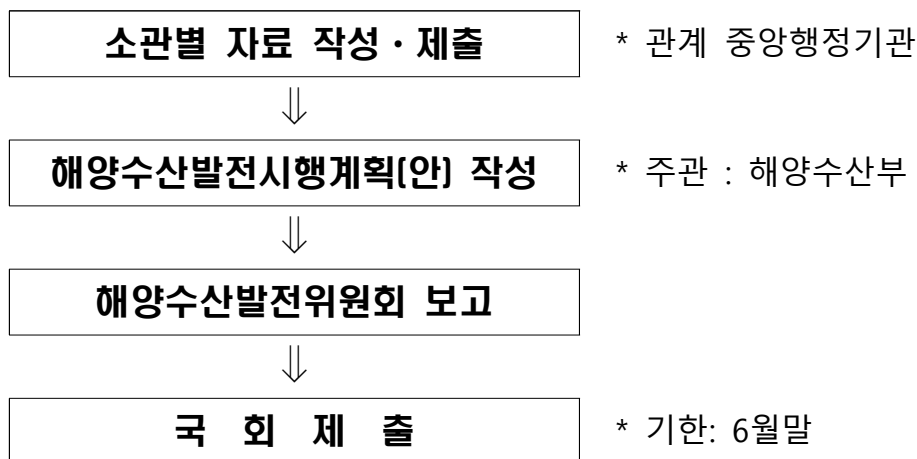 소관별 자료 작성·제출 * 관계 중앙행정기관
⇓
해양수산발전시행계획(안) 작성 * 주관 : 해양수산부
⇓
해양수산발전위원회 보고
⇓
국 회 제 출 * 기한: 6월말